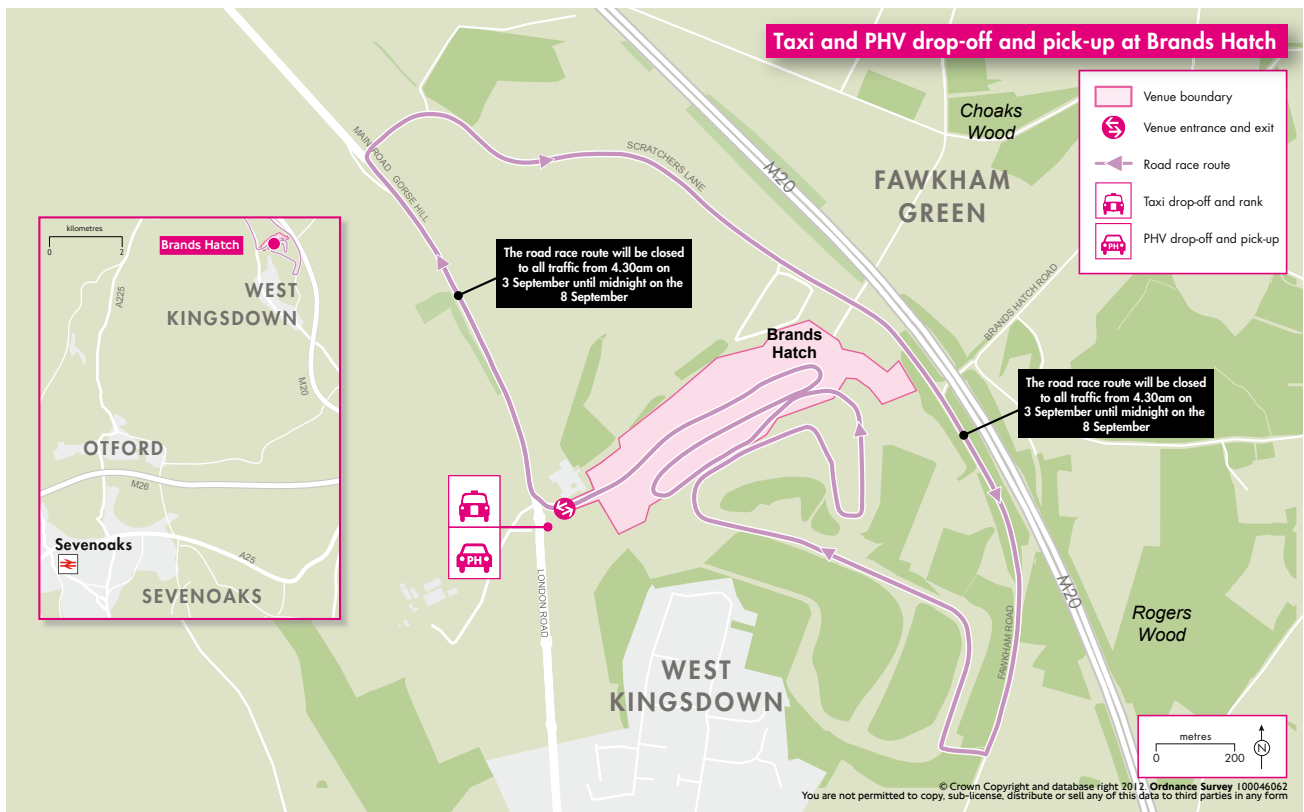 Taxi and PHV drop-off and pick-up at Brands Hatch
Venue boundary
Venue entrance and exit
Road race route
Taxi drop-off and rank
PHV drop-off and pick-up
Choaks
Wood
M20
FAWKHAM
GREEN
SCRATCHERS LANE
MAIN ROAD
GORSE HILL
BRANDS HATCH ROAD
kilometres
0 2
Brands Hatch
WEST
KINGSDOWN
A225
M20
OTFORD
M26
Sevenoaks
A25
SEVENOAKS
The road race route will be closed
to all traffic from 4.30am on
3 September until midnight on the
8 September
Brands
Hatch
The road race route will be closed
to all traffic from 4.30am on
3 September until midnight on the
8 September
PH
PH
LONDON ROAD
WEST
KINGSDOWN
FAWKHAM ROAD
M20
Rogers
Wood
metres
0 200
N
© Crown Copyright and database right 2012. Ordnance Survey 100046062
You are not permitted to copy, sub-license, distribute or sell any of this data to third parties in any form